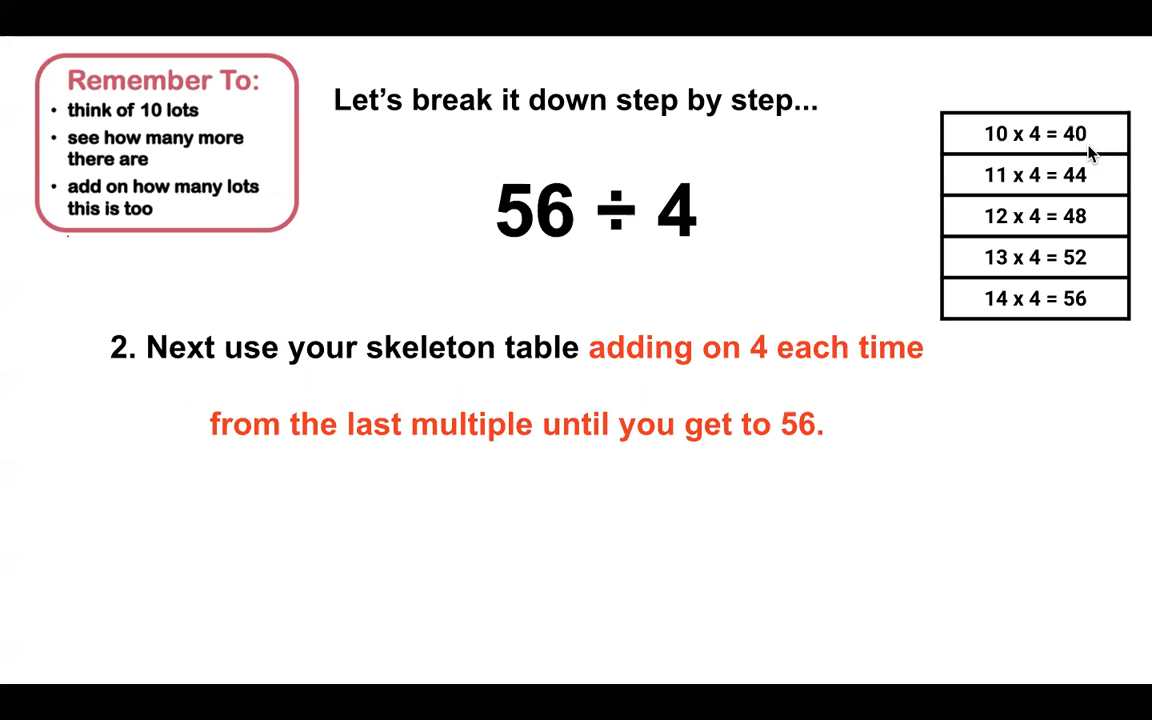 Remember To:
• think of 10 lots
• see how many more
there are
• add on how many lots
this is too
Let’s break it down step by step...
56 ÷ 4
10 x 4 = 40
11 x 4 = 44
12 x 4 = 48
13 x 4 = 52
14 x 4 = 56
2. Next use your skeleton table adding on 4 each time
from the last multiple until you get to 56.